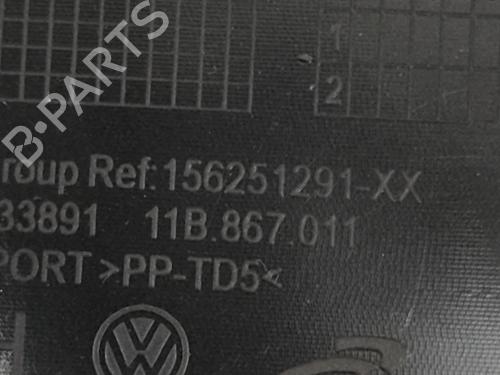 B-PARTS
1
2
roup Ref:156251291-XX
33891 11B.867.011
PORT >PP-TD5<